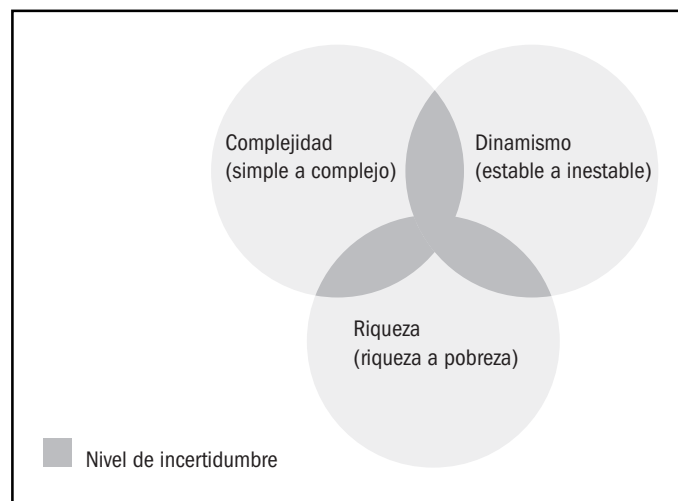 Complejidad
(simple a complejo)
Dinamismo
(estable a inestable)
Riqueza
(riqueza a pobreza)
Nivel de incertidumbre